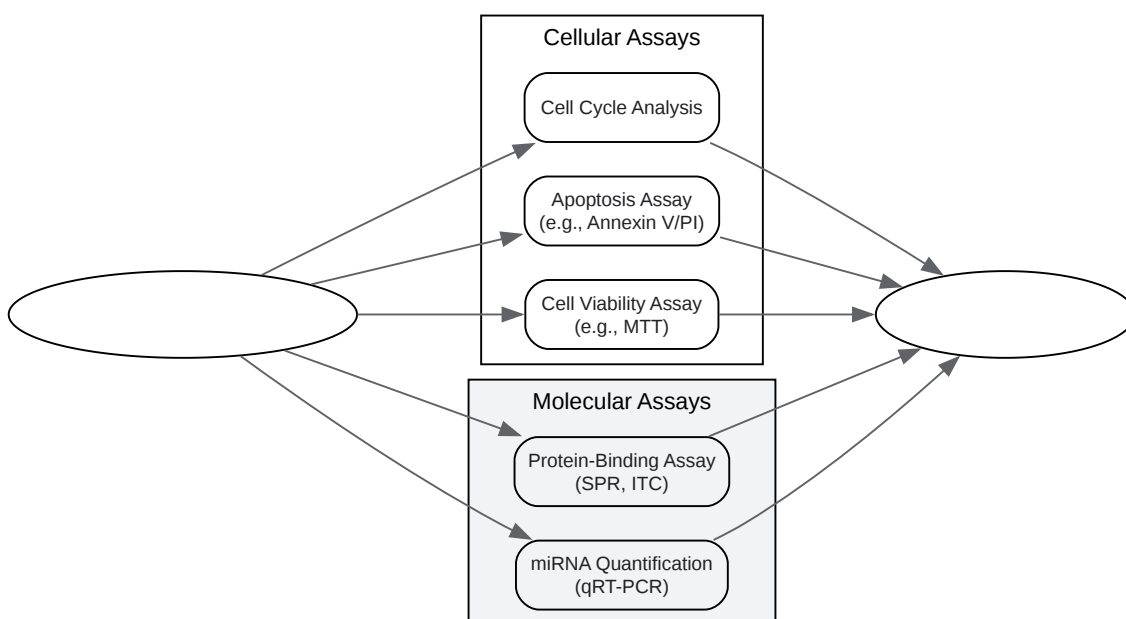 Cellular Assays
Cell Cycle Analysis
Apoptosis Assay
(e.g., Annexin V/PI)
Cell Viability Assay
(e.g., MTT)
Molecular Assays
Protein-Binding Assay
(SPR, ITC)
miRNA Quantification
(qRT-PCR)